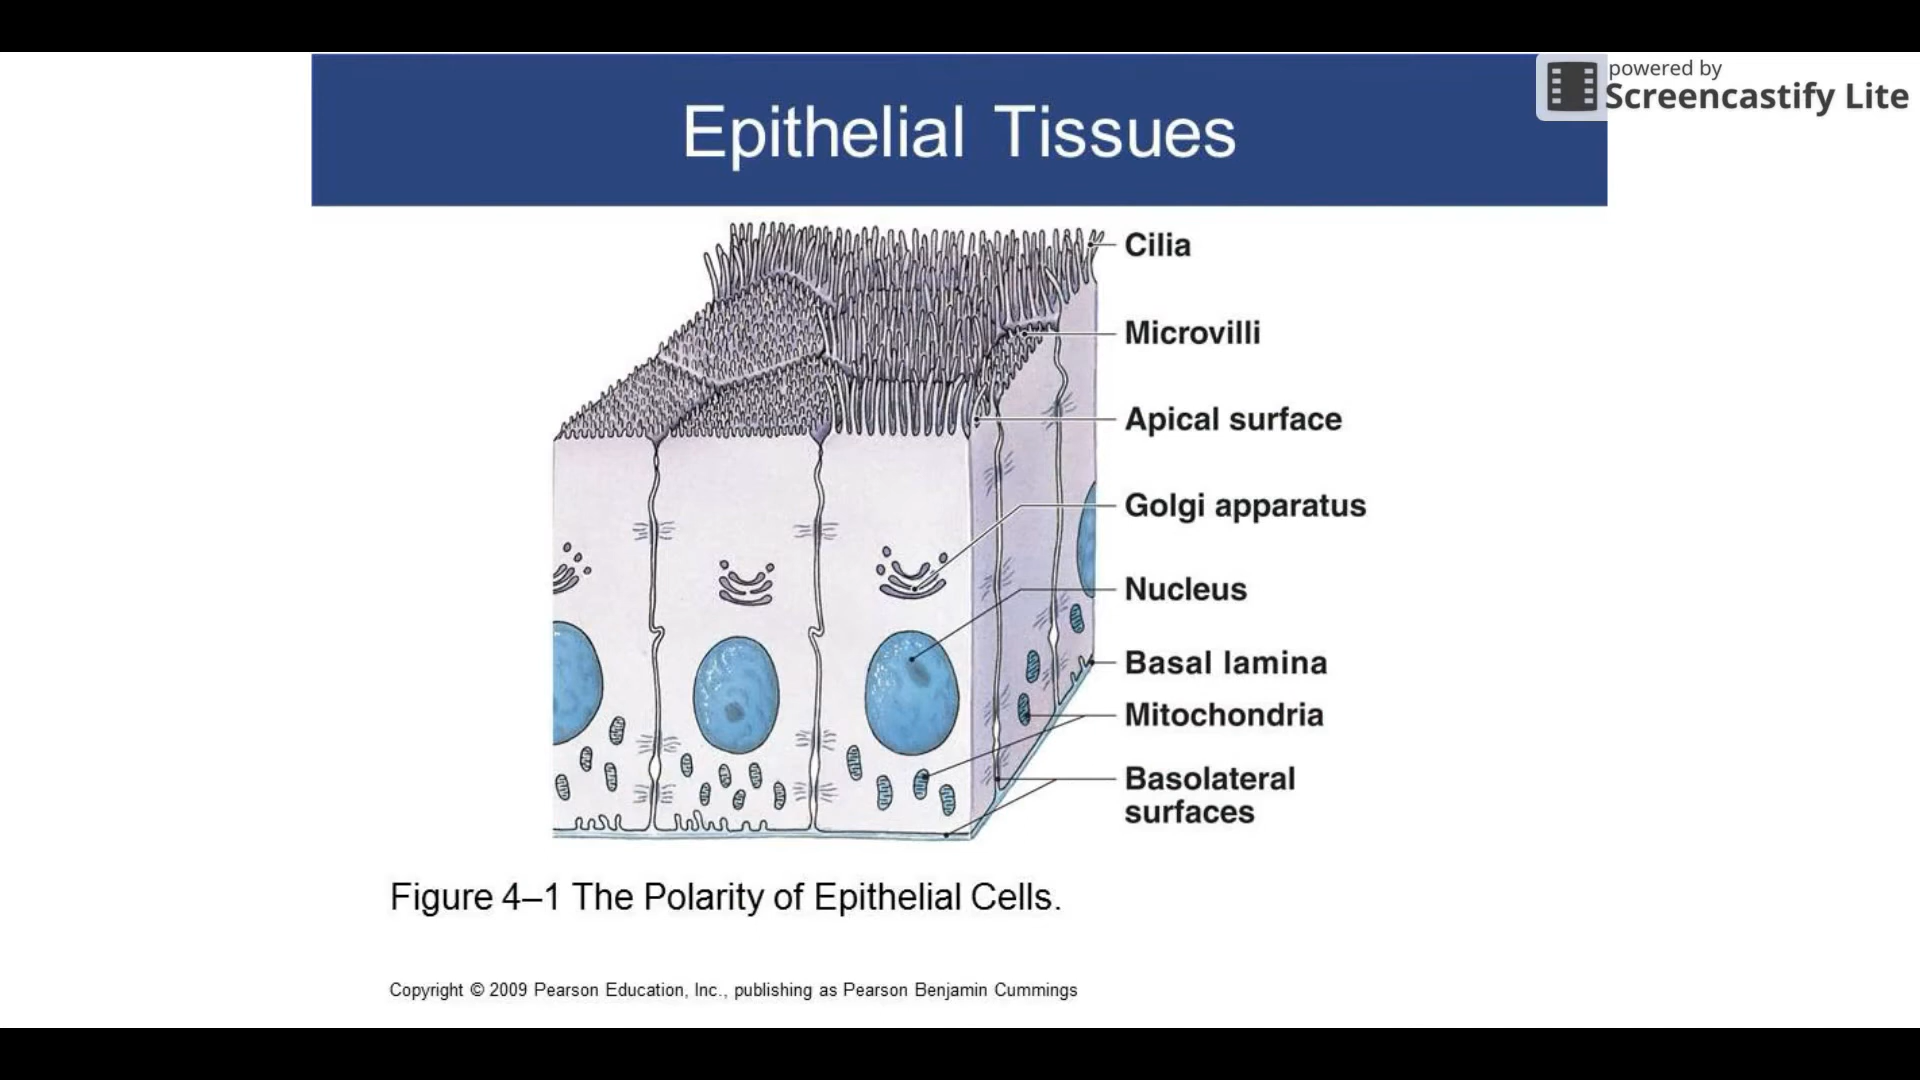 powered by
Screencastify Lite
Epithelial Tissues
Cilia
Microvilli
Apical surface
Golgi apparatus
Nucleus
Basal lamina
Mitochondria
Basolateral
surfaces
Figure 4–1 The Polarity of Epithelial Cells.
Copyright © 2009 Pearson Education, Inc., publishing as Pearson Benjamin Cummings